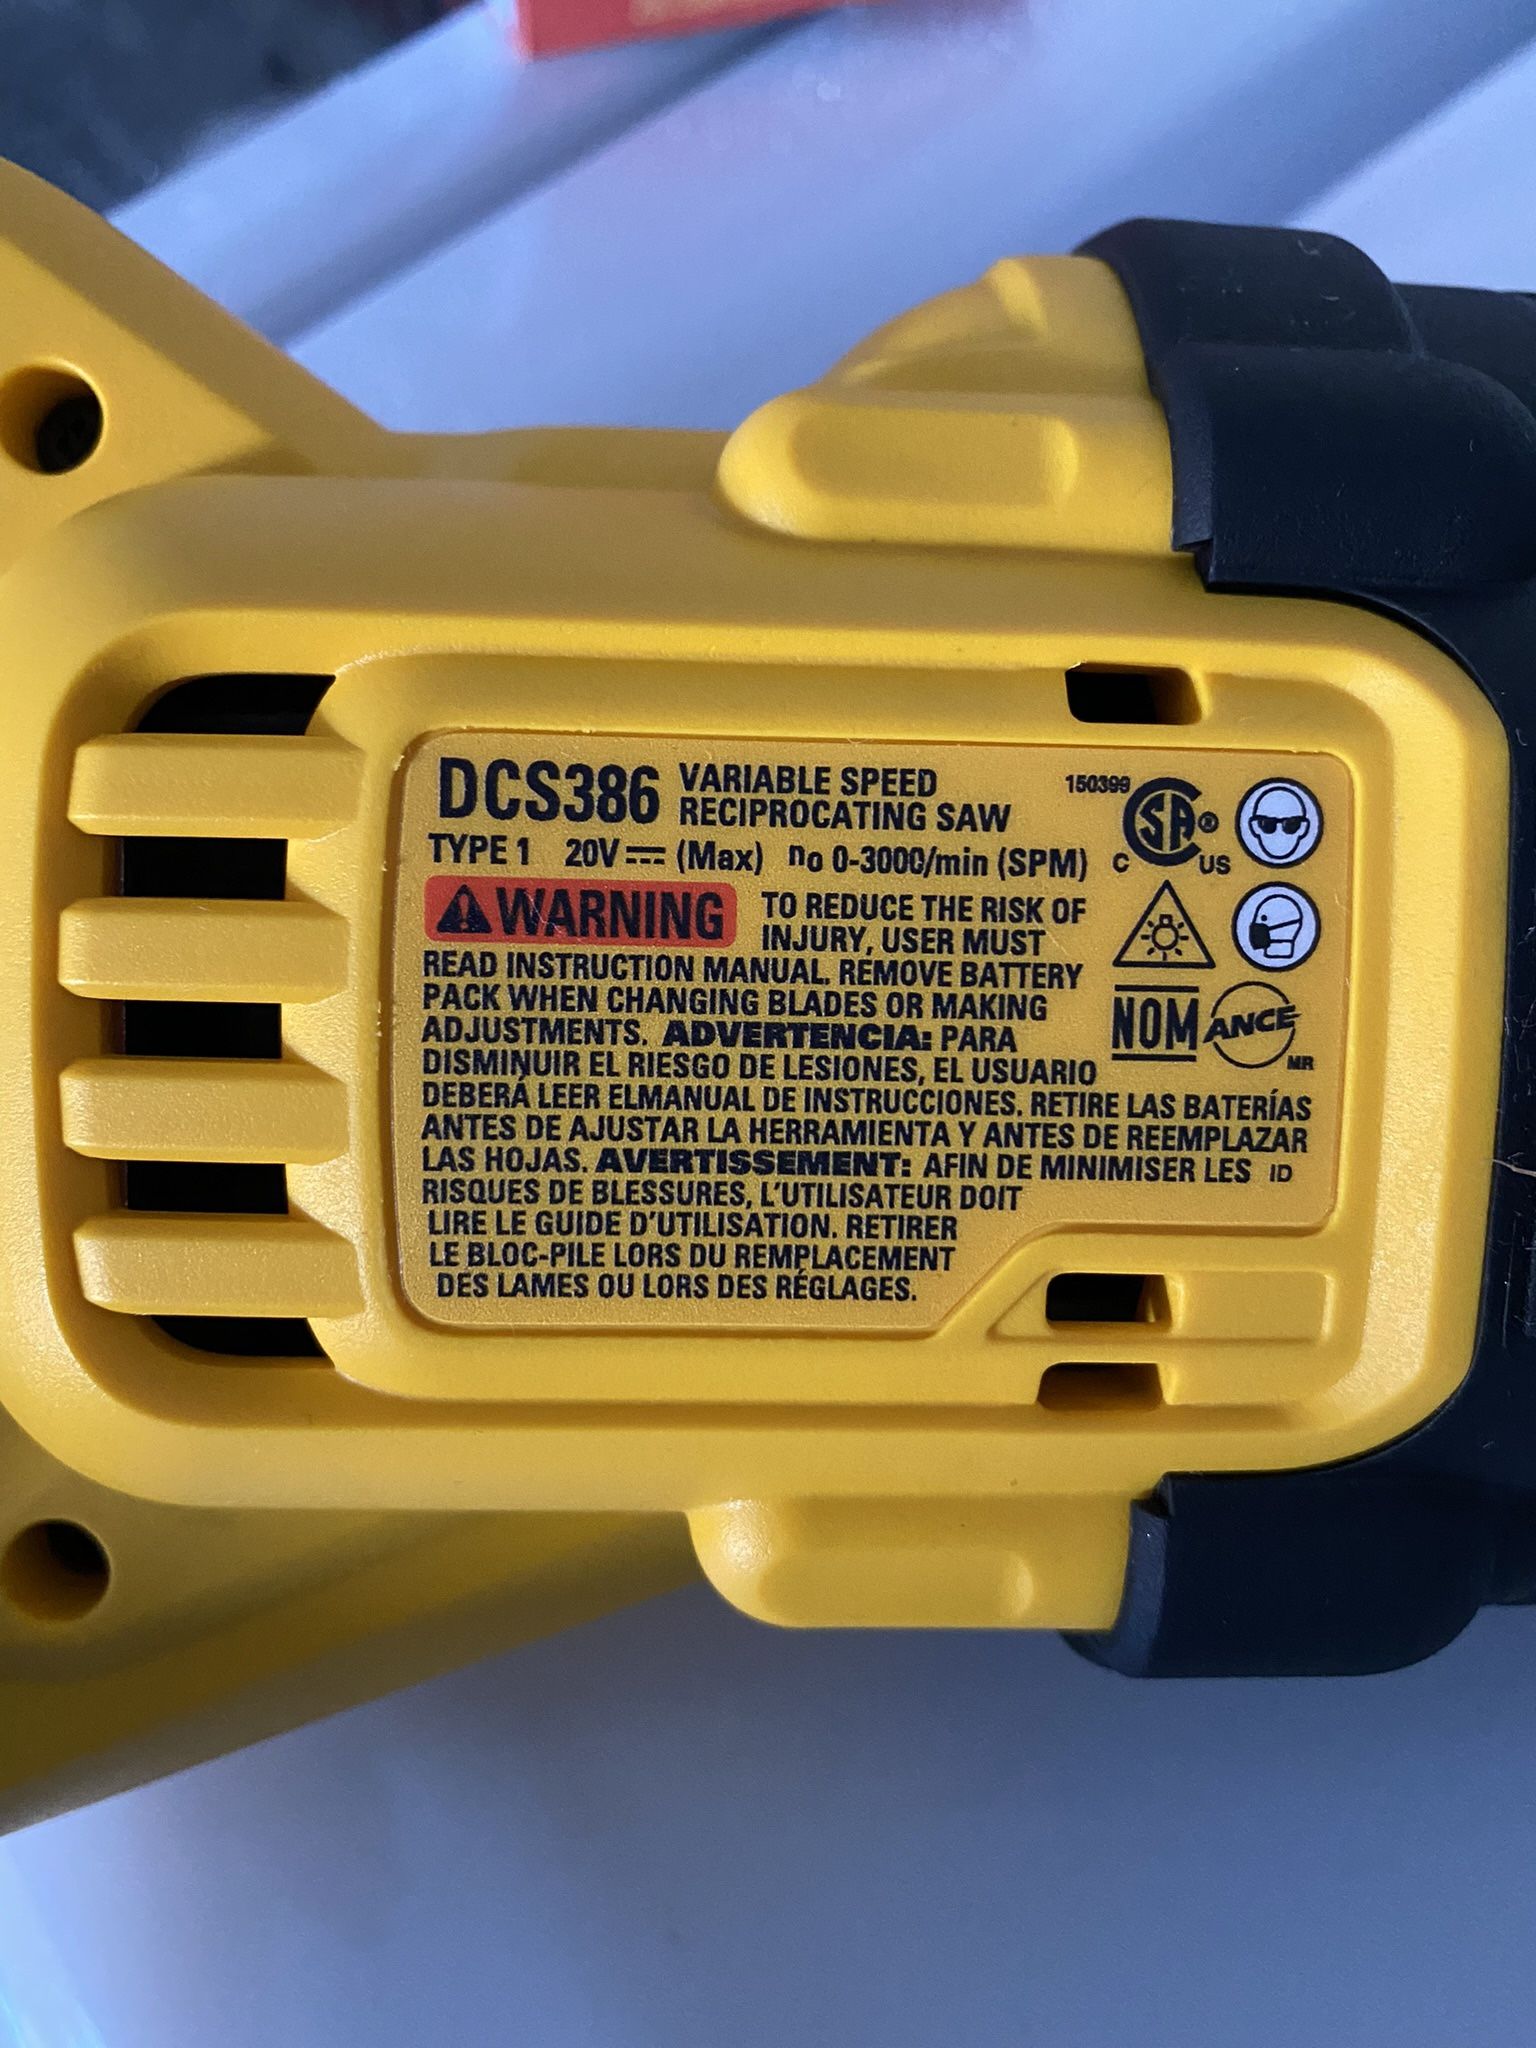 DCS386 VARIABLE SPEED
RECIPROCATING SAW
150399
CSA®
C US
TYPE 1 20V⎓ (Max) no 0-3000/min (SPM)
⚠WARNING TO REDUCE THE RISK OF
INJURY, USER MUST
READ INSTRUCTION MANUAL. REMOVE BATTERY
PACK WHEN CHANGING BLADES OR MAKING
ADJUSTMENTS. ADVERTENCIA: PARA
NOM ANCE
MR
DISMINUIR EL RIESGO DE LESIONES, EL USUARIO
DEBERÁ LEER ELMANUAL DE INSTRUCCIONES. RETIRE LAS BATERÍAS
ANTES DE AJUSTAR LA HERRAMIENTA Y ANTES DE REEMPLAZAR
LAS HOJAS. AVERTISSEMENT: AFIN DE MINIMISER LES ID
RISQUES DE BLESSURES, L'UTILISATEUR DOIT
LIRE LE GUIDE D'UTILISATION. RETIRER
LE BLOC-PILE LORS DU REMPLACEMENT
DES LAMES OU LORS DES RÉGLAGES.